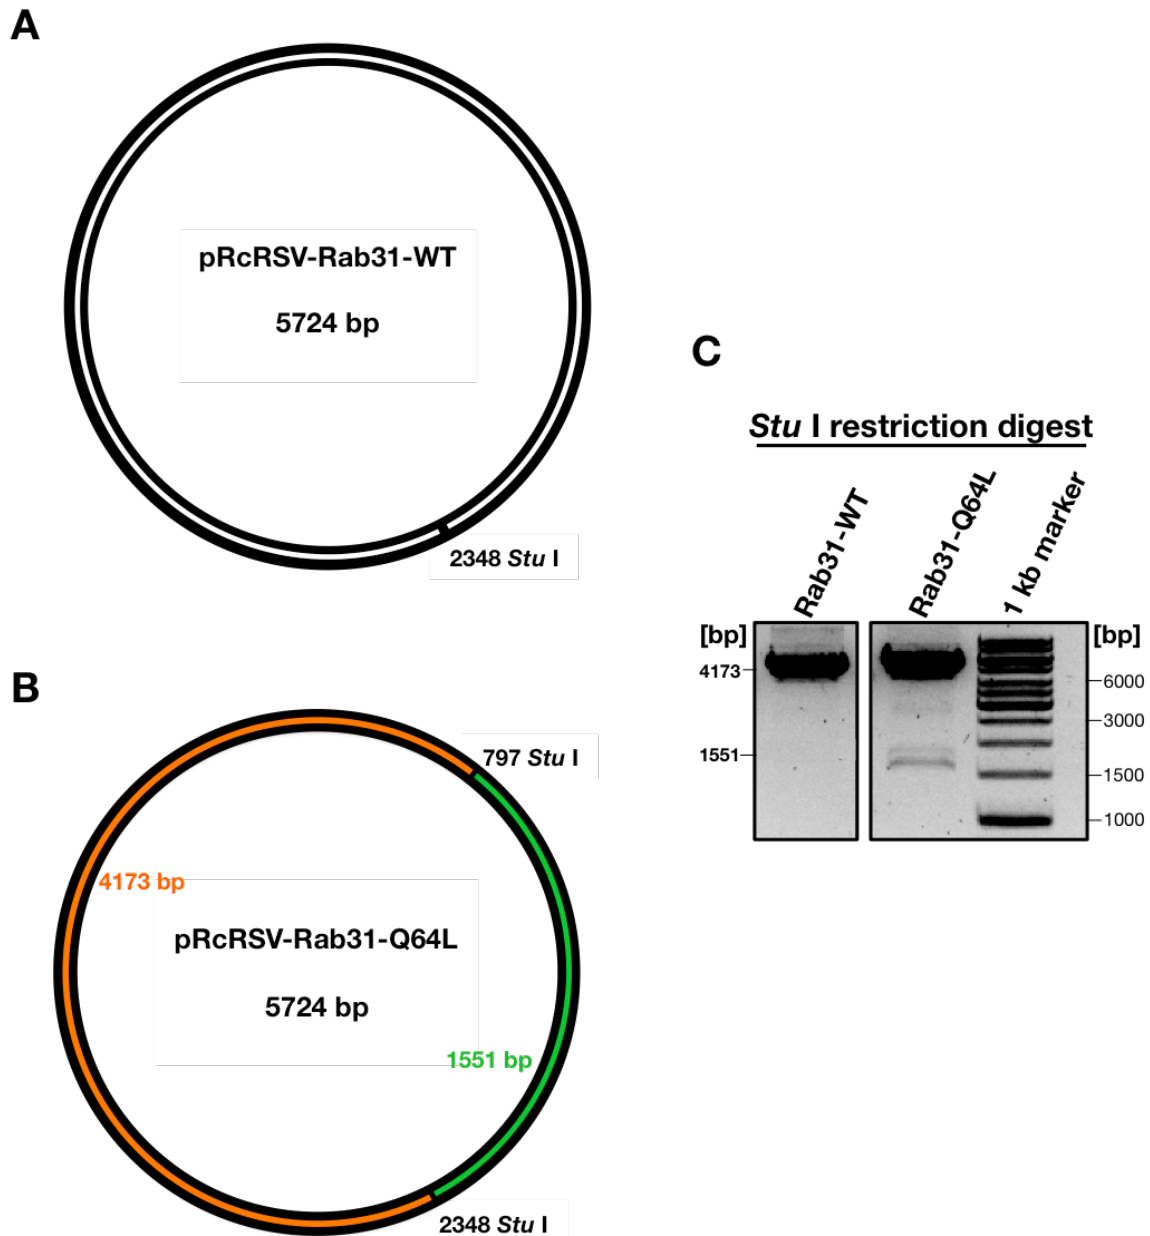 A
pRcRSV-Rab31-WT
5724 bp
2348 Stu I
B
797 Stu I
4173 bp
pRcRSV-Rab31-Q64L
5724 bp
1551 bp
2348 Stu I
C
Stu I restriction digest
Rab31-WT
Rab31-Q64L
1 kb marker
[bp]
[bp]
4173
6000
3000
1551
1500
1000